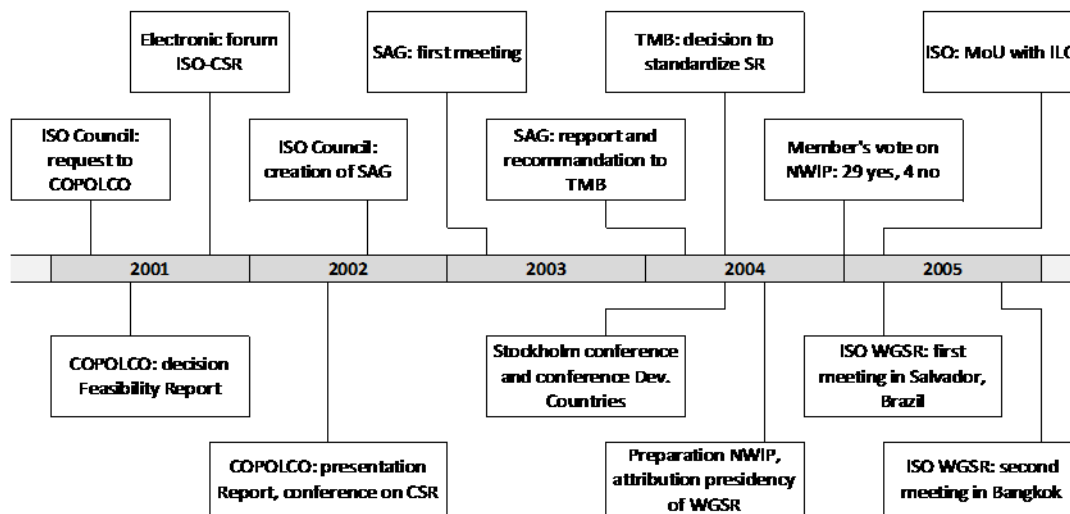 Electronic forum
ISO-CSR
SAG: first meeting
TMB: decision to
standardize SR
ISO: MoU with ILO
ISO Council:
request to
COPOLCO
ISO Council:
creation of SAG
SAG: repport and
recommandation to
TMB
Member's vote on
NWIP: 29 yes, 4 no
2001
2002
2003
2004
2005
COPOLCO: decision
Feasibility Report
Stockholm conference
and conference Dev.
Countries
ISO WGSR: first
meeting in Salvador,
Brazil
COPOLCO: presentation
Report, conference on CSR
Preparation NWIP,
attribution presidency
of WGSR
ISO WGSR: second
meeting in Bangkok